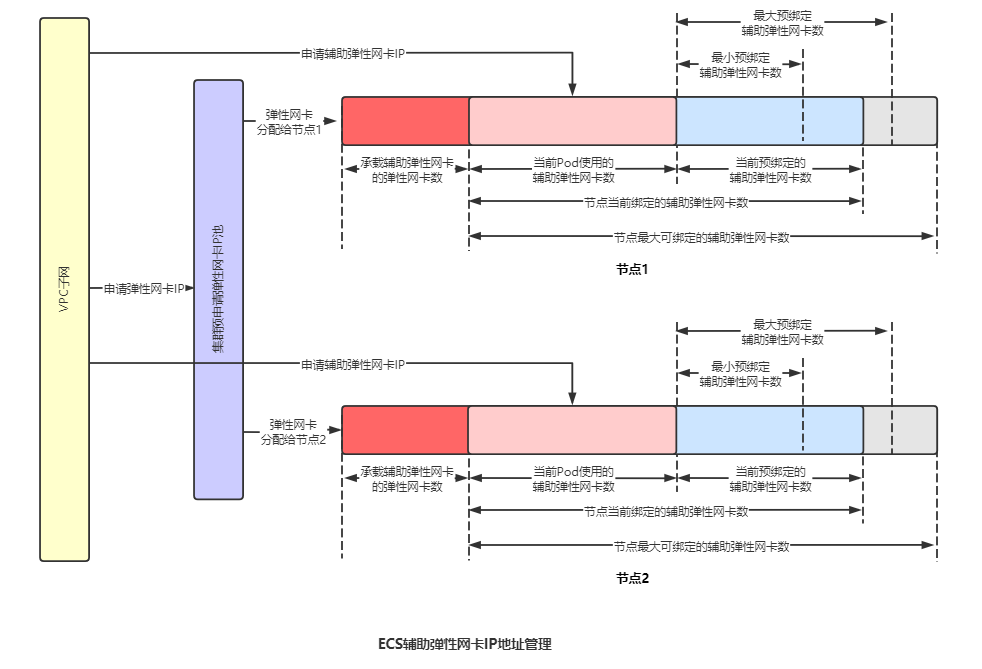 VPC子网
集群预申请弹性网卡IP池
申请辅助弹性网卡IP
申请弹性网卡IP
申请辅助弹性网卡IP
最大预绑定
辅助弹性网卡数
最小预绑定
辅助弹性网卡数
弹性网卡
分配给节点1
承载辅助弹性网卡
的弹性网卡数
当前Pod使用的
辅助弹性网卡数
当前预绑定的
辅助弹性网卡数
节点当前绑定的辅助弹性网卡数
节点最大可绑定的辅助弹性网卡数
节点1
最大预绑定
辅助弹性网卡数
最小预绑定
辅助弹性网卡数
弹性网卡
分配给节点2
承载辅助弹性网卡
的弹性网卡数
当前Pod使用的
辅助弹性网卡数
当前预绑定的
辅助弹性网卡数
节点当前绑定的辅助弹性网卡数
节点最大可绑定的辅助弹性网卡数
节点2
ECS辅助弹性网卡IP地址管理